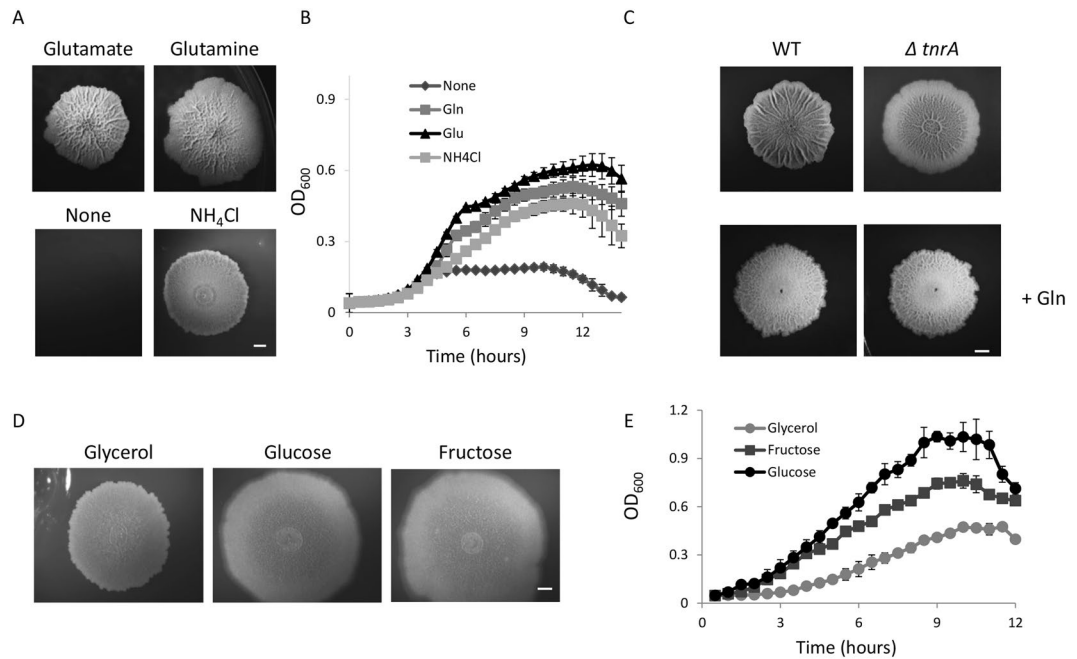 A
Glutamate
Glutamine
None
NH₄Cl
B
None
Gln
Glu
NH4Cl
OD₆₀₀
0.9
0.6
0.3
0
0 3 6 9 12
Time (hours)
C
WT
Δ tnrA
+ Gln
D
Glycerol
Glucose
Fructose
E
Glycerol
Fructose
Glucose
OD₆₀₀
1.2
0.9
0.6
0.3
0
0 3 6 9 12
Time (hours)